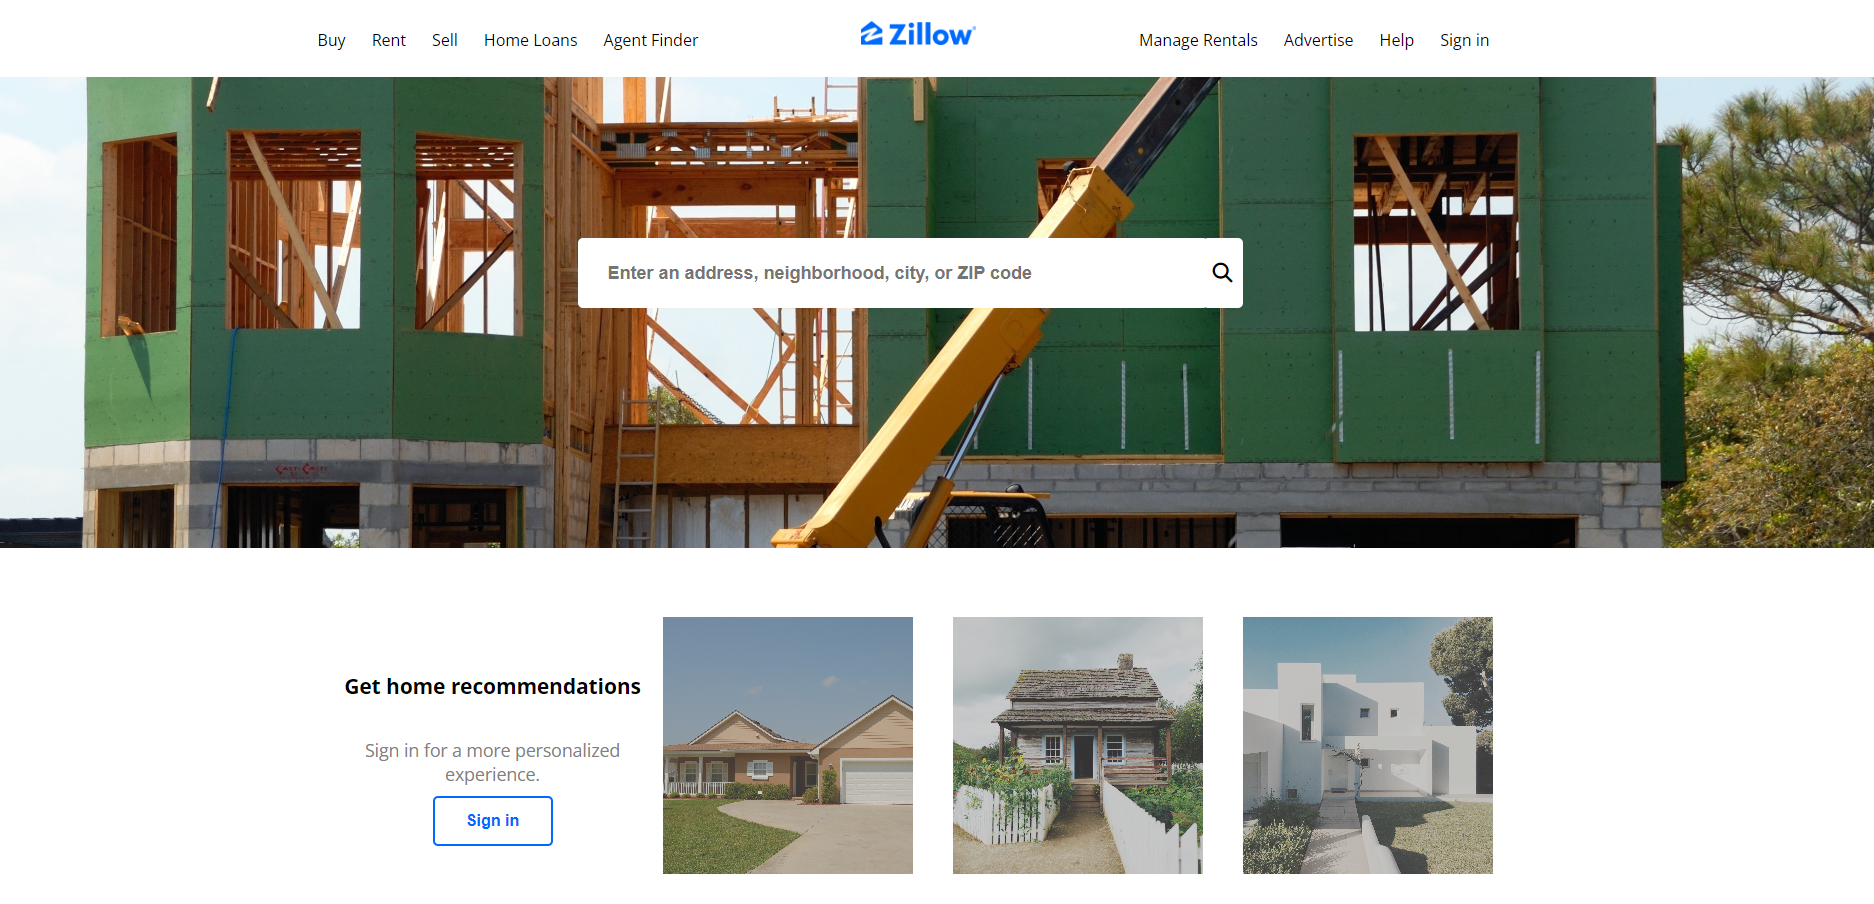 Buy Rent Sell Home Loans Agent Finder Zillow Manage Rentals Advertise Help Sign in
Enter an address, neighborhood, city, or ZIP code
Get home recommendations
Sign in for a more personalized
experience.
Sign in